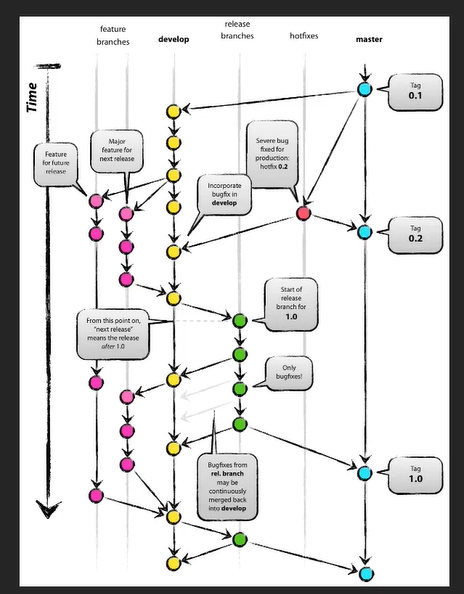 feature
branches
develop
release
branches
hotfixes
master
Time
Tag
0.1
Feature
for future
release
Major
feature for
next release
Severe bug
fixed for
production:
hotfix 0.2
Incorporate
bugfix in
develop
Tag
0.2
Start of
release
branch for
1.0
From this point on,
"next release"
means the release
after 1.0
Only
bugfixes!
Bugfixes from
rel. branch
may be
continuously
merged back
into develop
Tag
1.0